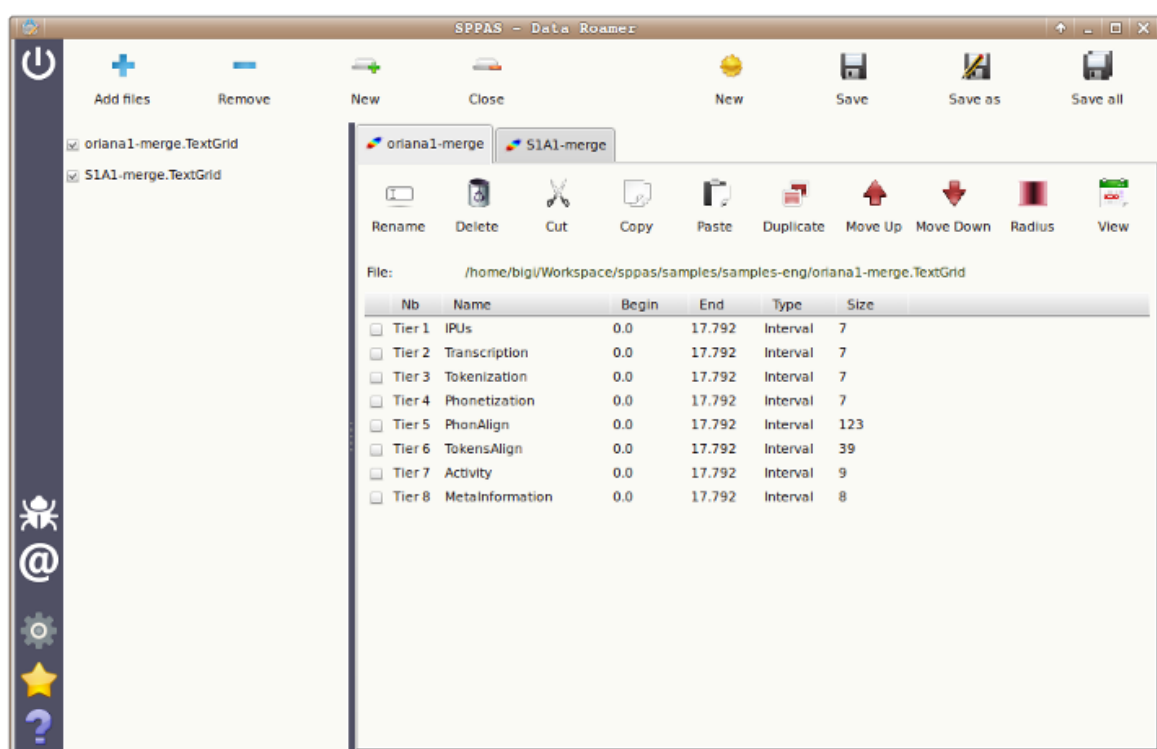 SPPAS - Data Roamer
Add files Remove New Close New Save Save as Save all
oriana1-merge.TextGrid
S1A1-merge.TextGrid
oriana1-merge S1A1-merge
Rename Delete Cut Copy Paste Duplicate Move Up Move Down Radius View
File: /home/bigi/Workspace/sppas/samples/samples-eng/oriana1-merge.TextGrid
Nb Name Begin End Type Size
Tier 1 IPUs 0.0 17.792 Interval 7
Tier 2 Transcription 0.0 17.792 Interval 7
Tier 3 Tokenization 0.0 17.792 Interval 7
Tier 4 Phonetization 0.0 17.792 Interval 7
Tier 5 PhonAlign 0.0 17.792 Interval 123
Tier 6 TokensAlign 0.0 17.792 Interval 39
Tier 7 Activity 0.0 17.792 Interval 9
Tier 8 MetaInformation 0.0 17.792 Interval 8
@
?